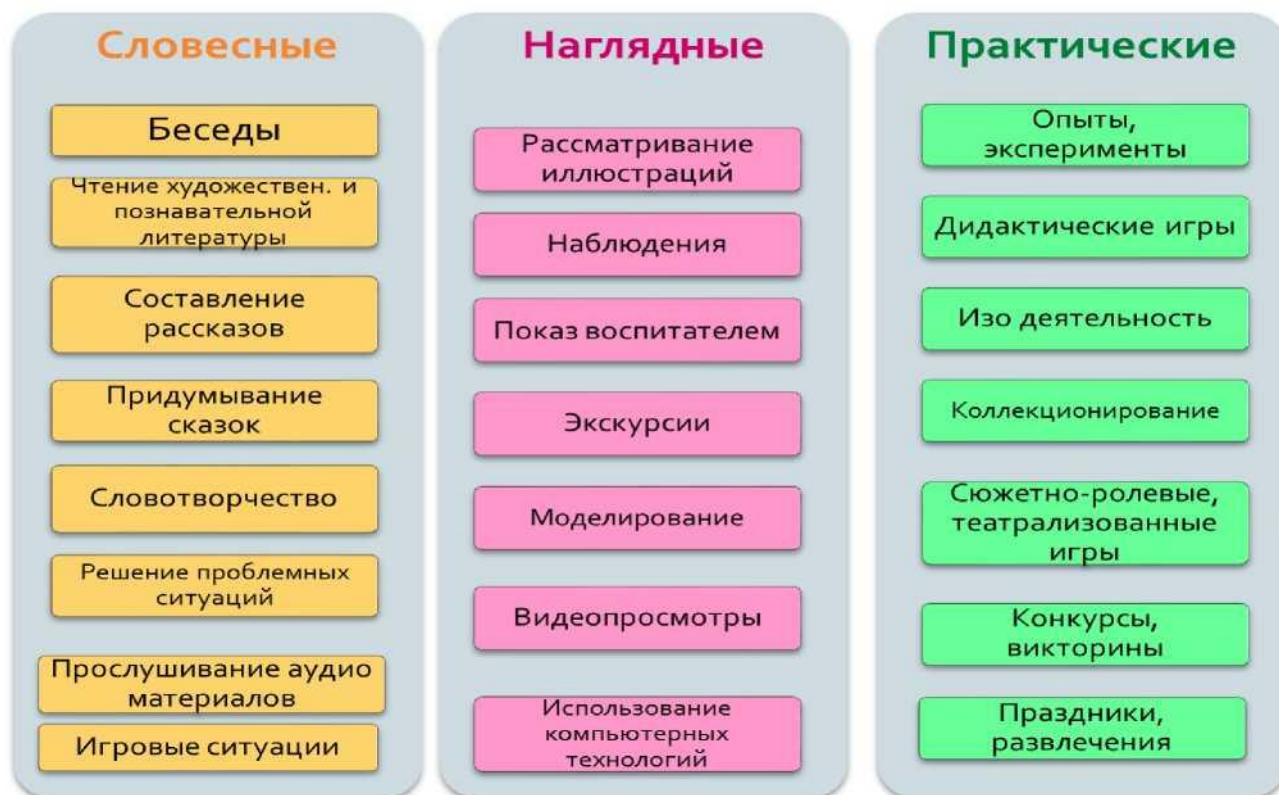 Словесные
Беседы
Чтение художествен. и
познавательной
литературы
Составление
рассказов
Придумывание
сказок
Словотворчество
Решение проблемных
ситуаций
Прослушивание аудио
материалов
Игровые ситуации
Наглядные
Рассматривание
иллюстраций
Наблюдения
Показ воспитателем
Экскурсии
Моделирование
Видеопросмотры
Использование
компьютерных
технологий
Практические
Опыты,
эксперименты
Дидактические игры
Изо деятельность
Коллекционирование
Сюжетно-ролевые,
театрализованные
игры
Конкурсы,
викторины
Праздники,
развлечения